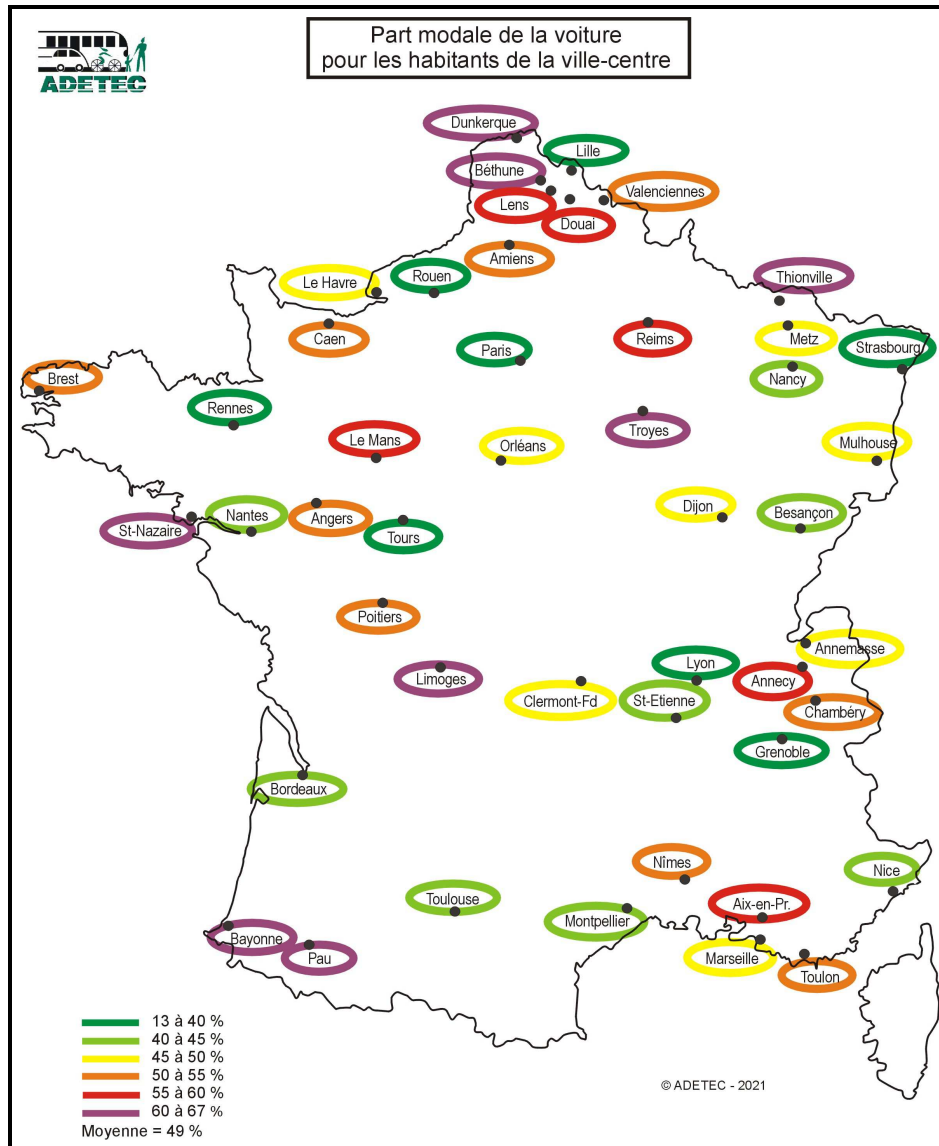 ADETEC
Part modale de la voiture
pour les habitants de la ville-centre
Dunkerque
Lille
Béthune
Valenciennes
Lens
Douai
Amiens
Thionville
Le Havre
Rouen
Caen
Paris
Reims
Metz
Strasbourg
Nancy
Brest
Rennes
Le Mans
Orléans
Troyes
Mulhouse
St-Nazaire
Nantes
Angers
Tours
Dijon
Besançon
Poitiers
Annemasse
Limoges
Lyon
Annecy
Clermont-Fd
St-Etienne
Chambéry
Grenoble
Bordeaux
Nîmes
Nice
Toulouse
Aix-en-Pr.
Montpellier
Bayonne
Pau
Marseille
Toulon
13 à 40 %
40 à 45 %
45 à 50 %
50 à 55 %
55 à 60 %
60 à 67 %
Moyenne = 49 %
© ADETEC - 2021